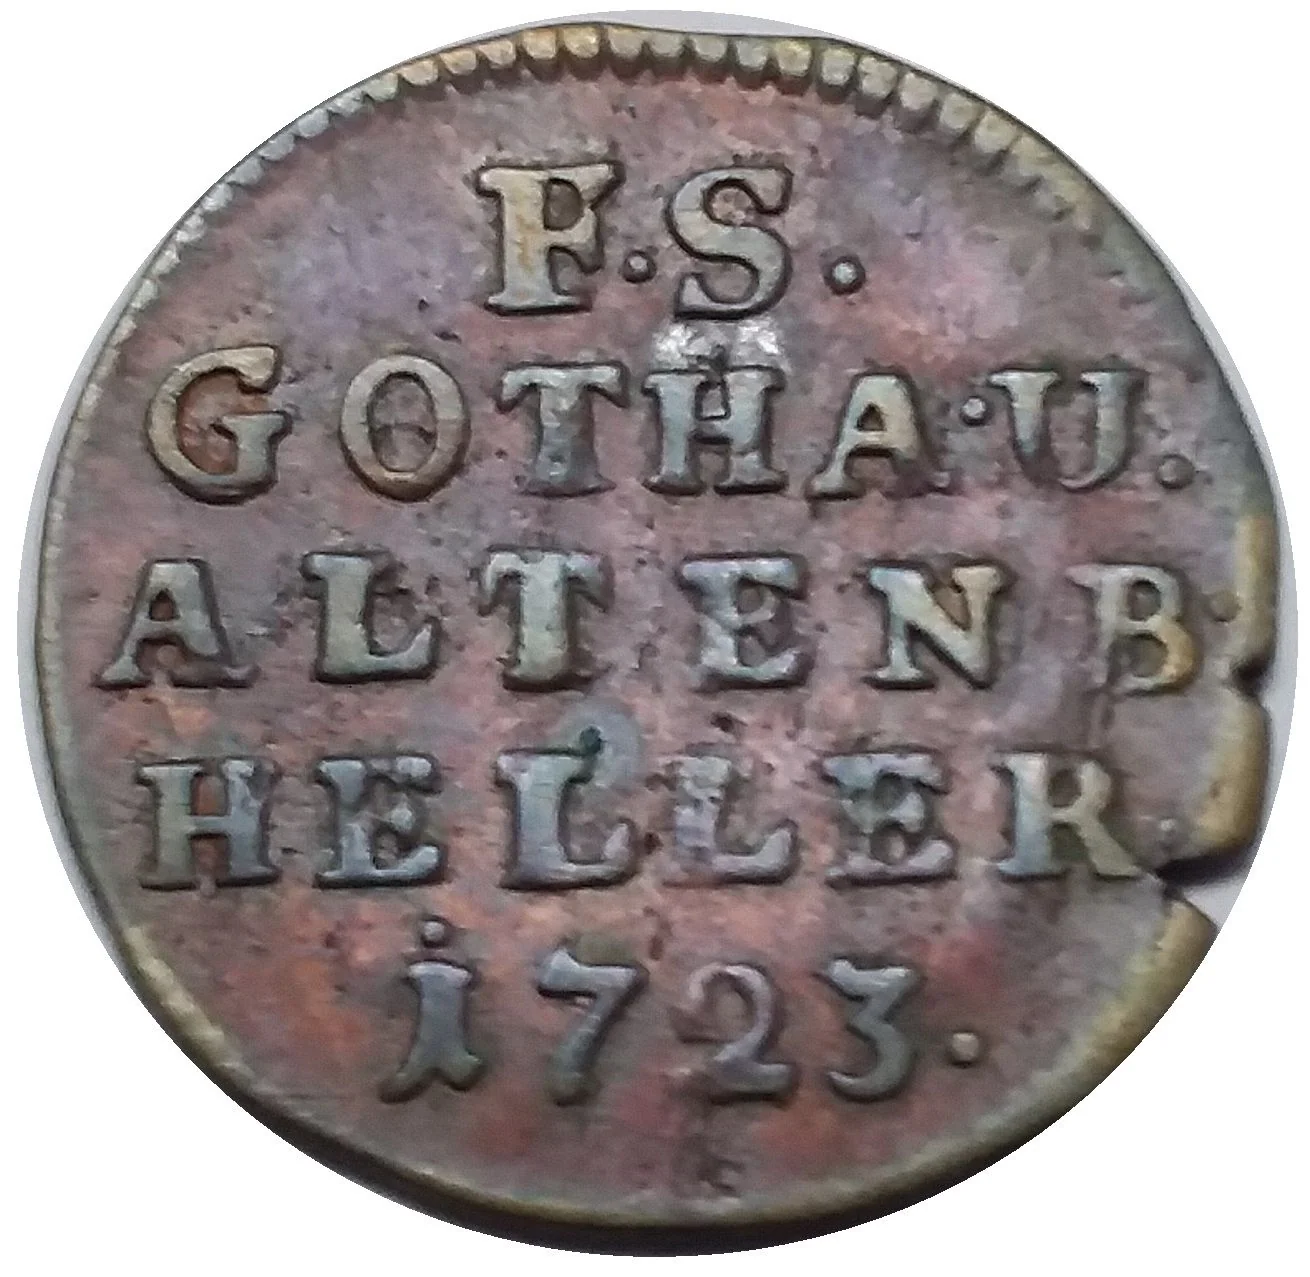 F.S.
GOTHA·U.
ALTENB·
HELLER.
1723.